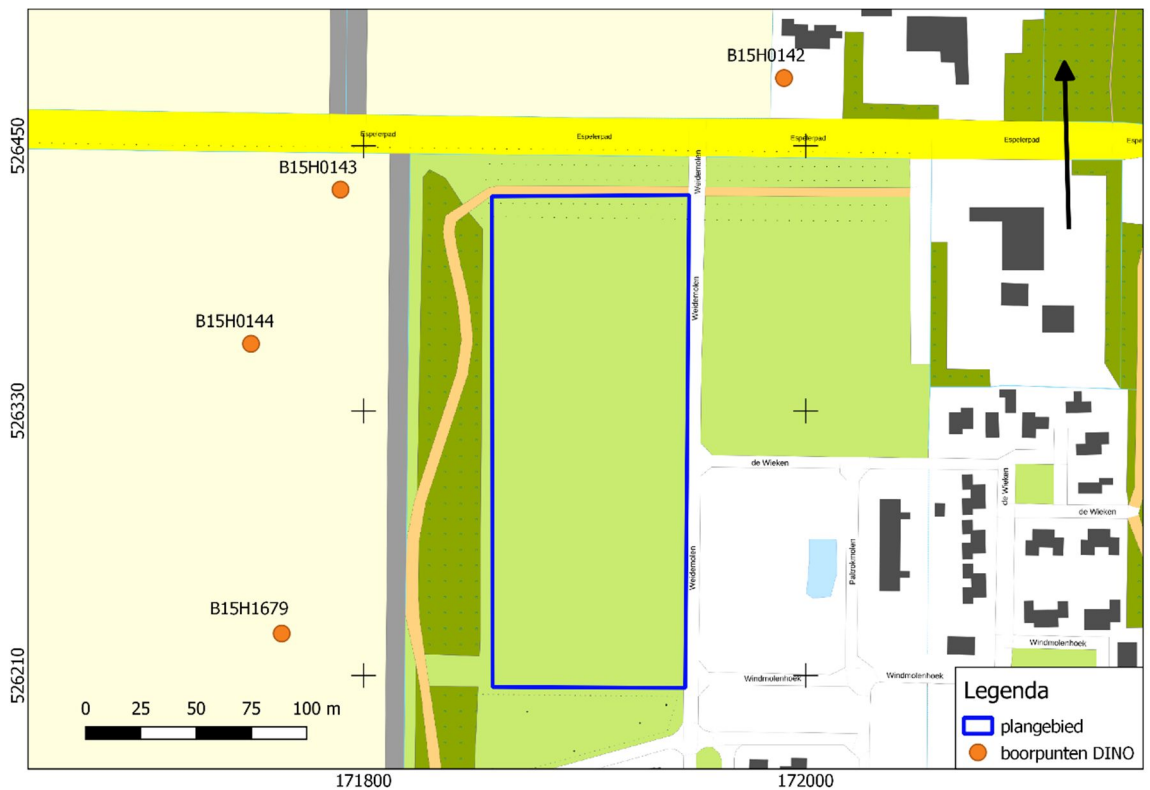 B15H0142
Espelerpad
Espelerpad
Espelerpad
Espelerpad
Espe
526450
B15H0143
Weidemolen
B15H0144
Weidemolen
526330
de Wieken
de Wieken
de Wieken
Weidemolen
Paltrokmolen
B15H1679
Windmolenhoek
526210
Windmolenhoek
Windmolenhoek
0 25 50 75 100 m
Legenda
plangebied
boorpunten DINO
171800
172000